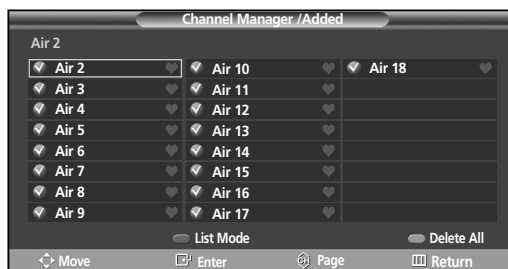 Channel Manager /Added
Air 2
Air 2 Air 10 Air 18
Air 3 Air 11
Air 4 Air 12
Air 5 Air 13
Air 6 Air 14
Air 7 Air 15
Air 8 Air 16
Air 9 Air 17
List Mode Delete All
Move Enter CH Page Return